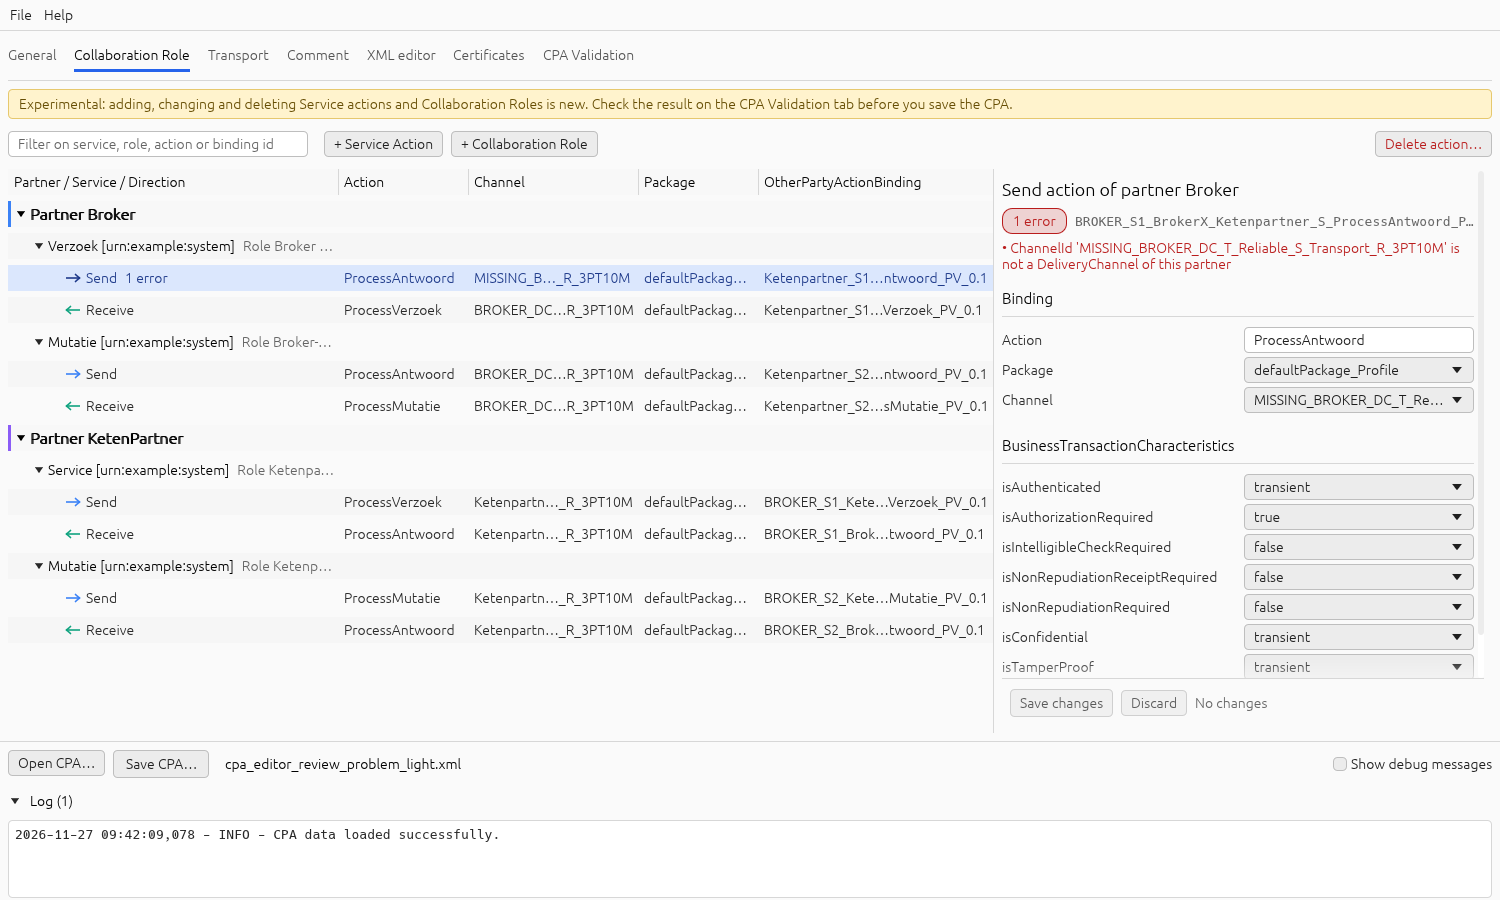 File Help
General Collaboration Role Transport Comment XML editor Certificates CPA Validation
Experimental: adding, changing and deleting Service actions and Collaboration Roles is new. Check the result on the CPA Validation tab before you save the CPA.
Filter on service, role, action or binding id + Service Action + Collaboration Role Delete action…
Partner / Service / Direction Action Channel Package OtherPartyActionBinding
Partner Broker
Verzoek [urn:example:system] Role Broker …
Send 1 error ProcessAntwoord MISSING_B…_R_3PT10M defaultPackag… Ketenpartner_S1…ntwoord_PV_0.1
Receive ProcessVerzoek BROKER_DC…R_3PT10M defaultPackag… Ketenpartner_S1…Verzoek_PV_0.1
Mutatie [urn:example:system] Role Broker-…
Send ProcessAntwoord BROKER_DC…R_3PT10M defaultPackag… Ketenpartner_S2…ntwoord_PV_0.1
Receive ProcessMutatie BROKER_DC…R_3PT10M defaultPackag… Ketenpartner_S2…sMutatie_PV_0.1
Partner KetenPartner
Service [urn:example:system] Role Ketenpa…
Send ProcessVerzoek Ketenpartn…_R_3PT10M defaultPackag… BROKER_S1_Kete…Verzoek_PV_0.1
Receive ProcessAntwoord Ketenpartn…_R_3PT10M defaultPackag… BROKER_S1_Brok…twoord_PV_0.1
Mutatie [urn:example:system] Role Ketenp…
Send ProcessMutatie Ketenpartn…_R_3PT10M defaultPackag… BROKER_S2_Kete…Mutatie_PV_0.1
Receive ProcessAntwoord Ketenpartn…_R_3PT10M defaultPackag… BROKER_S2_Brok…twoord_PV_0.1
Send action of partner Broker
1 error BROKER_S1_BrokerX_Ketenpartner_S_ProcessAntwoord_P…
• ChannelId 'MISSING_BROKER_DC_T_Reliable_S_Transport_R_3PT10M' is
not a DeliveryChannel of this partner
Binding
Action ProcessAntwoord
Package defaultPackage_Profile
Channel MISSING_BROKER_DC_T_Re…
BusinessTransactionCharacteristics
isAuthenticated transient
isAuthorizationRequired true
isIntelligibleCheckRequired false
isNonRepudiationReceiptRequired false
isNonRepudiationRequired false
isConfidential transient
isTamperProof transient
Save changes Discard No changes
Open CPA… Save CPA… cpa_editor_review_problem_light.xml Show debug messages
Log (1)
2026-11-27 09:42:09,078 - INFO - CPA data loaded successfully.